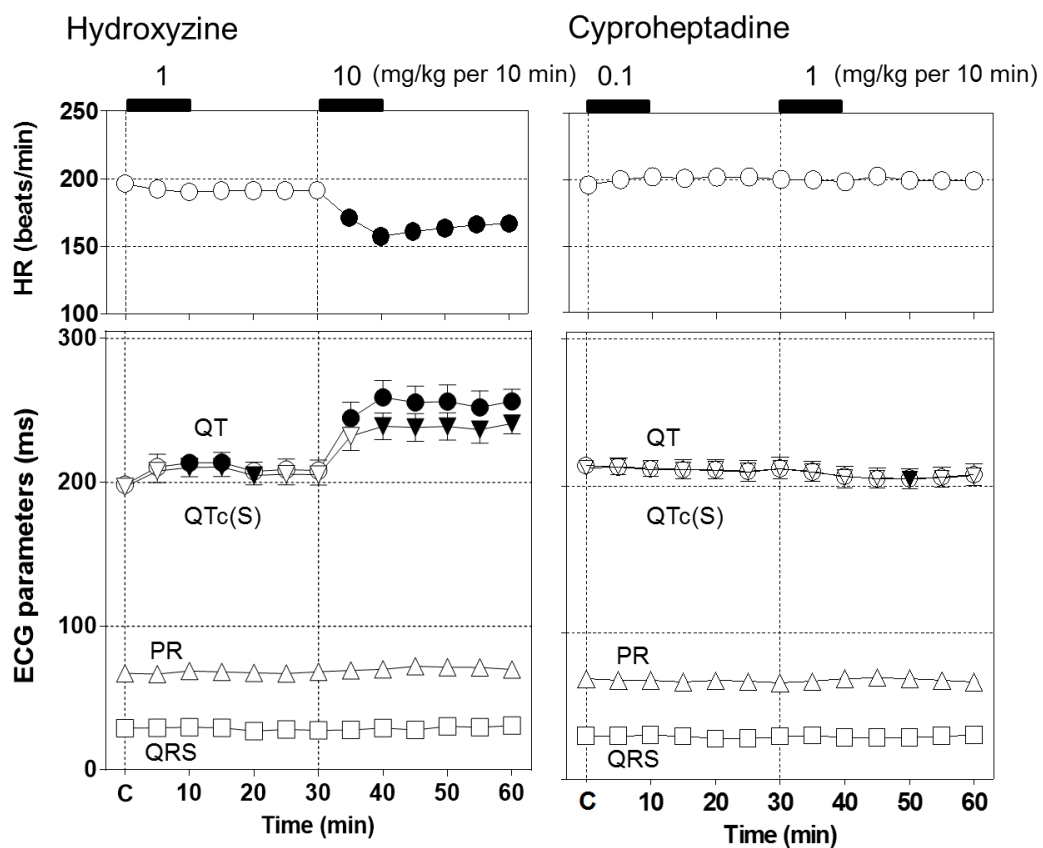 Hydroxyzine
1
10 (mg/kg per 10 min)
HR (beats/min)
250
200
150
100
ECG parameters (ms)
300
200
100
0
QT
QTc(S)
PR
QRS
C 10 20 30 40 50 60
Time (min)
Cyproheptadine
0.1
1 (mg/kg per 10 min)
QT
QTc(S)
PR
QRS
C 10 20 30 40 50 60
Time (min)